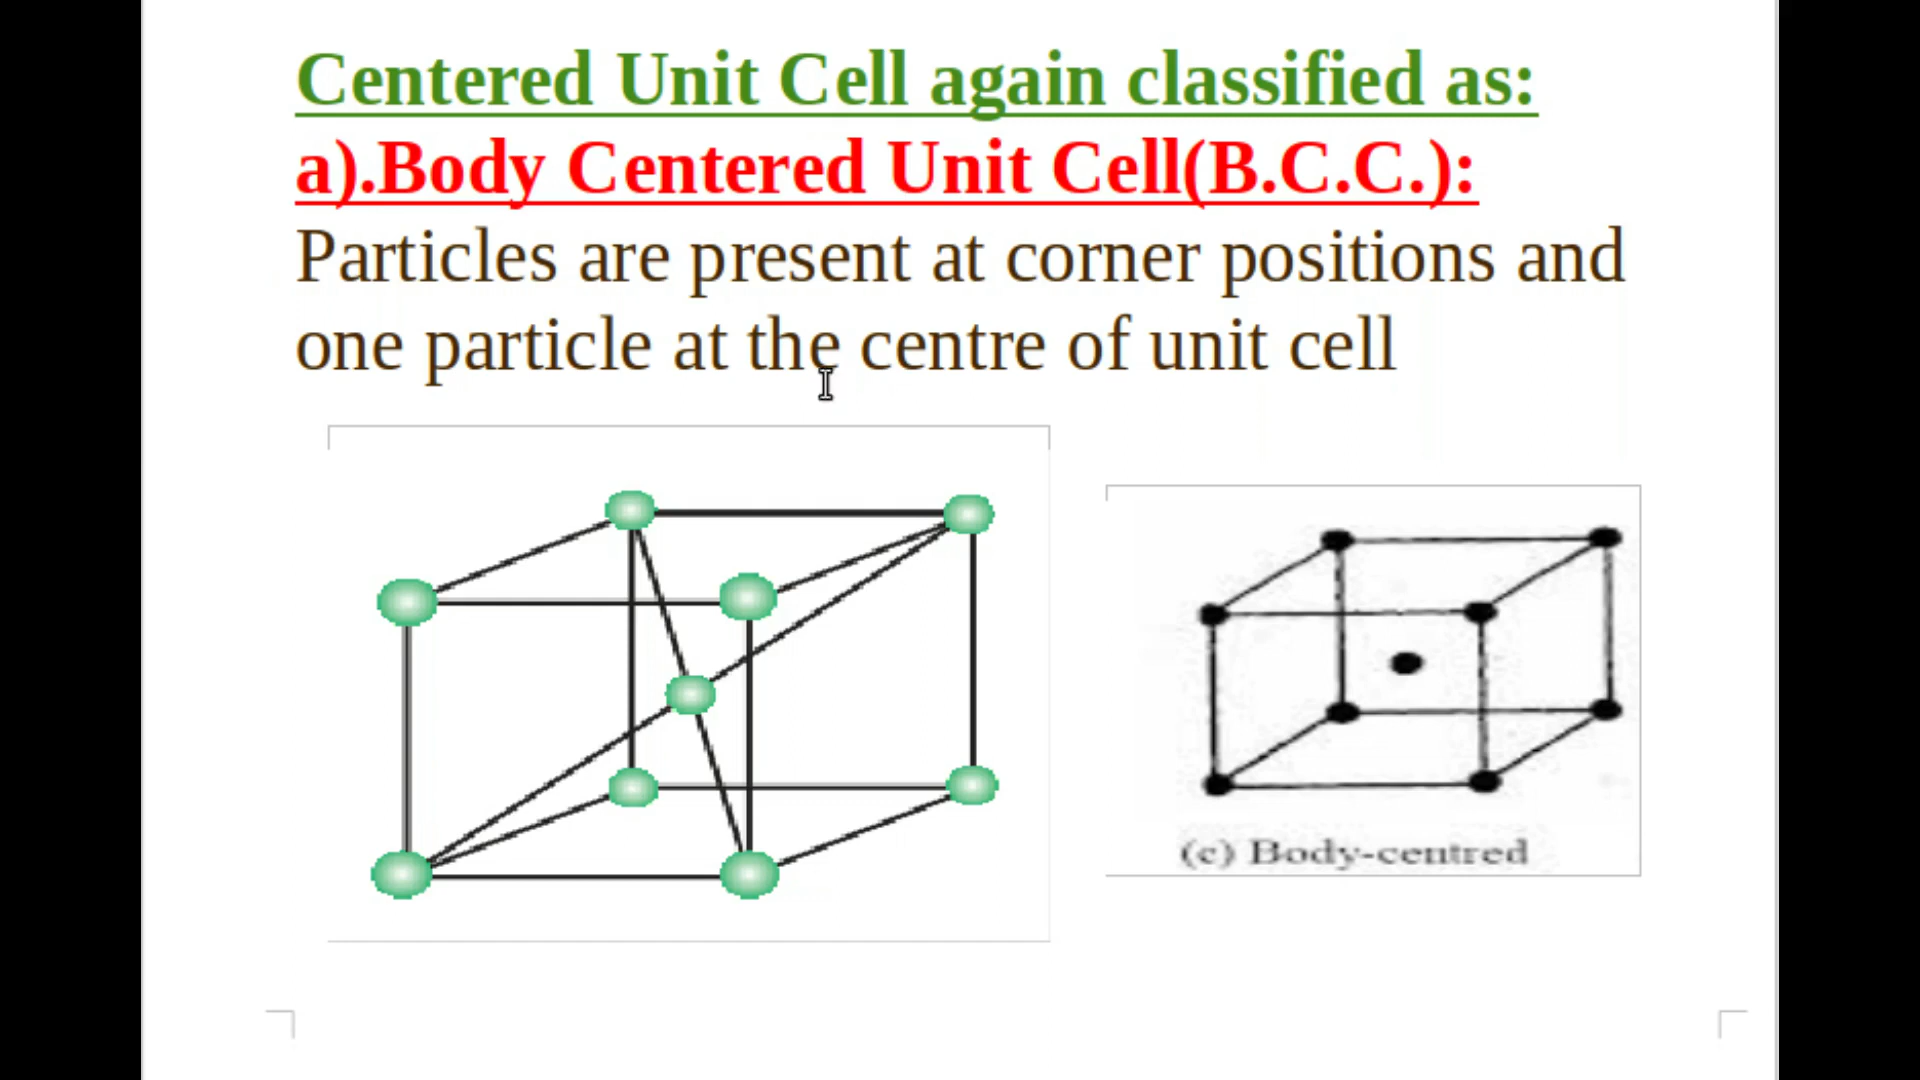 Centered Unit Cell again classified as:
a).Body Centered Unit Cell(B.C.C.):
Particles are present at corner positions and
one particle at the centre of unit cell
(c) Body-centred